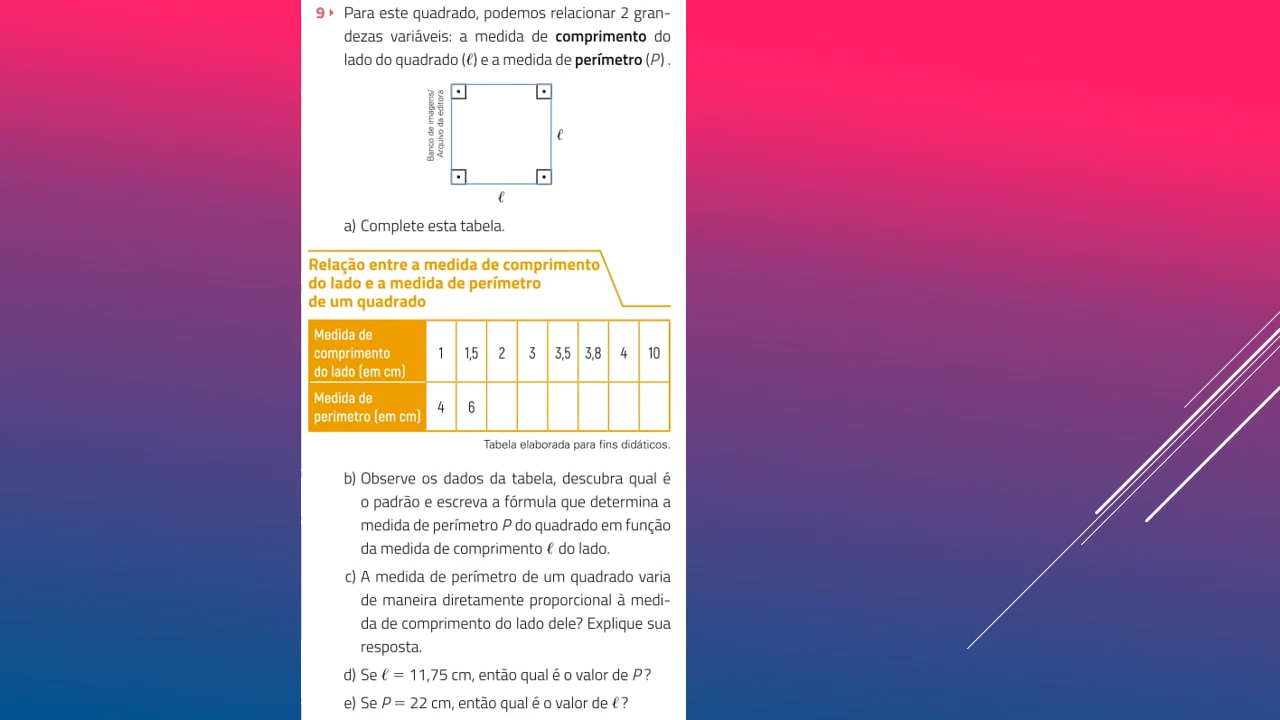 9 Para este quadrado, podemos relacionar 2 gran-
dezas variáveis: a medida de comprimento do
lado do quadrado (ℓ) e a medida de perímetro (P).
Banco de imagens/
Arquivo da editora
ℓ
ℓ
a) Complete esta tabela.
Relação entre a medida de comprimento
do lado e a medida de perímetro
de um quadrado
Medida de
comprimento
do lado (em cm)
1 1,5 2 3 3,5 3,8 4 10
Medida de
perímetro (em cm)
4 6
Tabela elaborada para fins didáticos.
b) Observe os dados da tabela, descubra qual é
o padrão e escreva a fórmula que determina a
medida de perímetro P do quadrado em função
da medida de comprimento ℓ do lado.
c) A medida de perímetro de um quadrado varia
de maneira diretamente proporcional à medi-
da de comprimento do lado dele? Explique sua
resposta.
d) Se ℓ = 11,75 cm, então qual é o valor de P?
e) Se P = 22 cm, então qual é o valor de ℓ?